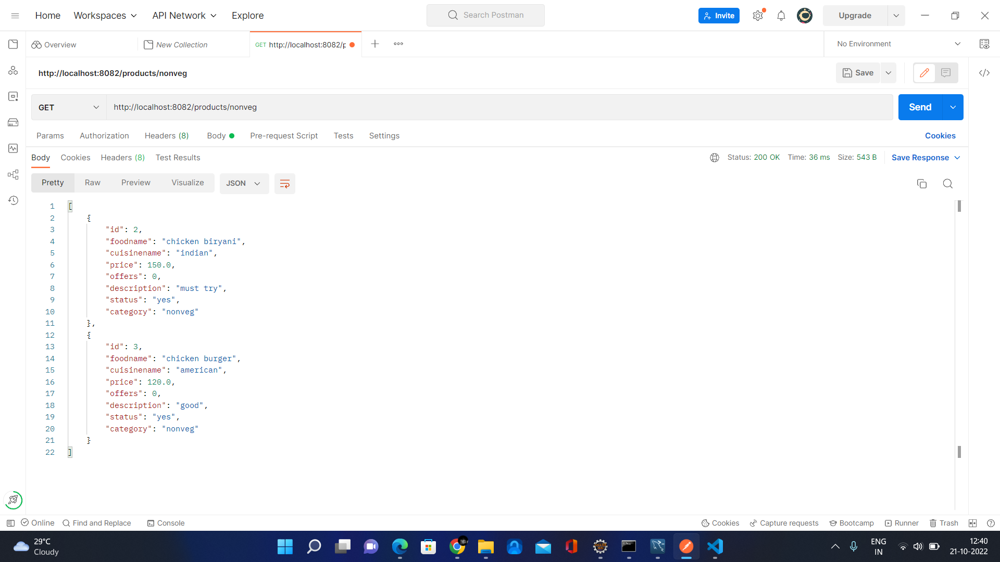 Home Workspaces API Network Explore Search Postman Invite Upgrade
Overview New Collection GET http://localhost:8082/p No Environment
http://localhost:8082/products/nonveg Save
GET http://localhost:8082/products/nonveg Send
Params Authorization Headers (8) Body Pre-request Script Tests Settings Cookies
Body Cookies Headers (8) Test Results Status: 200 OK Time: 36 ms Size: 543 B Save Response
Pretty Raw Preview Visualize JSON
1 [
2 {
3 "id": 2,
4 "foodname": "chicken biryani",
5 "cuisinename": "indian",
6 "price": 150.0,
7 "offers": 0,
8 "description": "must try",
9 "status": "yes",
10 "category": "nonveg"
11 },
12 {
13 "id": 3,
14 "foodname": "chicken burger",
15 "cuisinename": "american",
16 "price": 120.0,
17 "offers": 0,
18 "description": "good",
19 "status": "yes",
20 "category": "nonveg"
21 }
22 ]
Online Find and Replace Console Cookies Capture requests Bootcamp Runner Trash
29°C
Cloudy
ENG
IN
12:40
21-10-2022